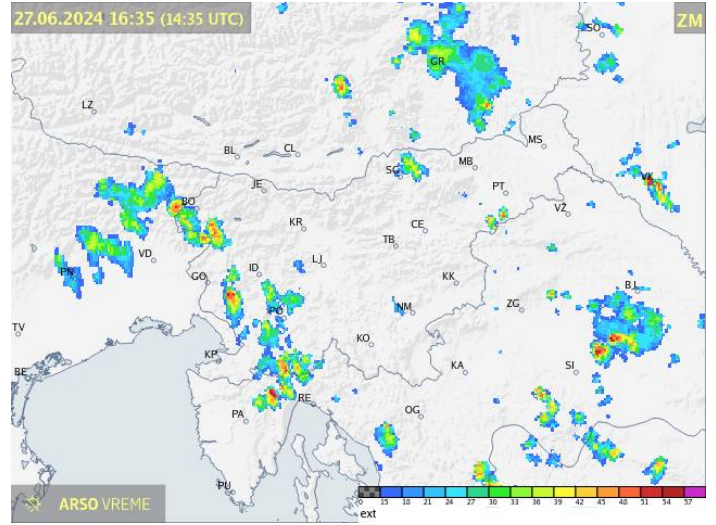 27.06.2024 16:35 (14:35 UTC)
ZM
SO
GR
LZ
MS
BL
CL
MB
SG
VK
JE
PT
BO
VŽ
KR
CE
TB
VD
LJ
GO
ID
KK
PN
BJ
PO
NM
ZG
TV
KO
KP
BE
KA
SI
RE
OG
PA
PU
ARSO VREME
0 15 18 21 24 27 30 33 36 39 42 45 48 51 54 57
ext